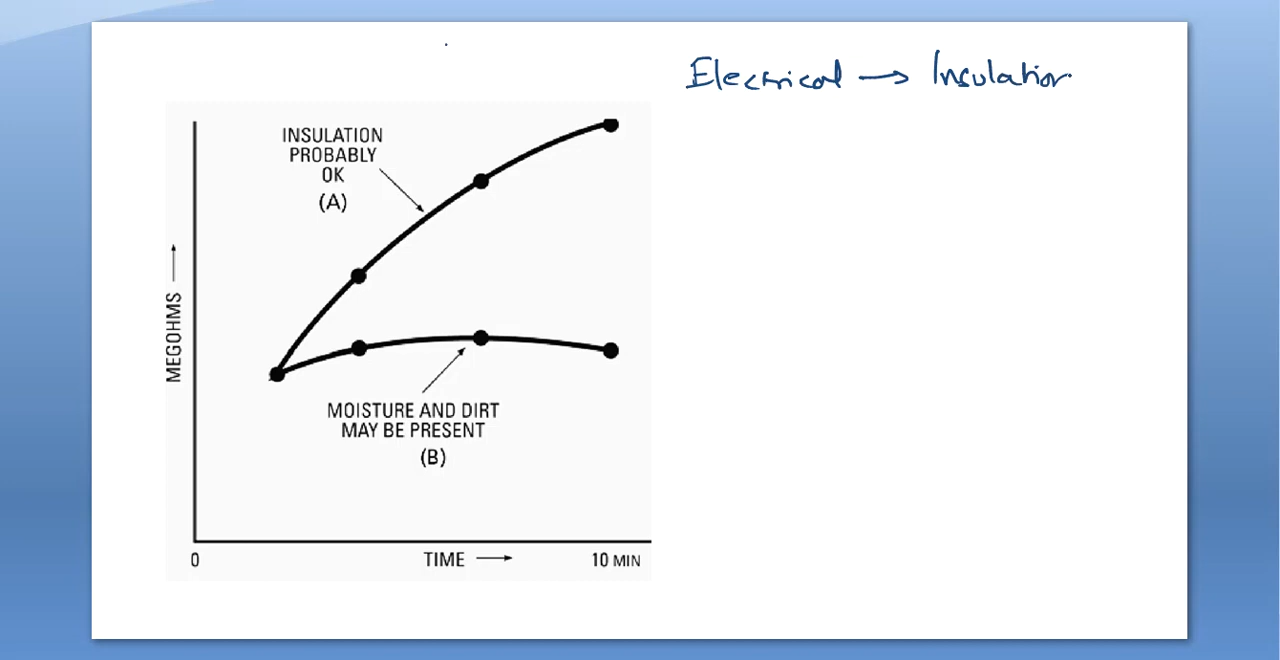 Electrical → Insulation
INSULATION
PROBABLY
OK
(A)
MEGOHMS →
MOISTURE AND DIRT
MAY BE PRESENT
(B)
0 TIME → 10 MIN